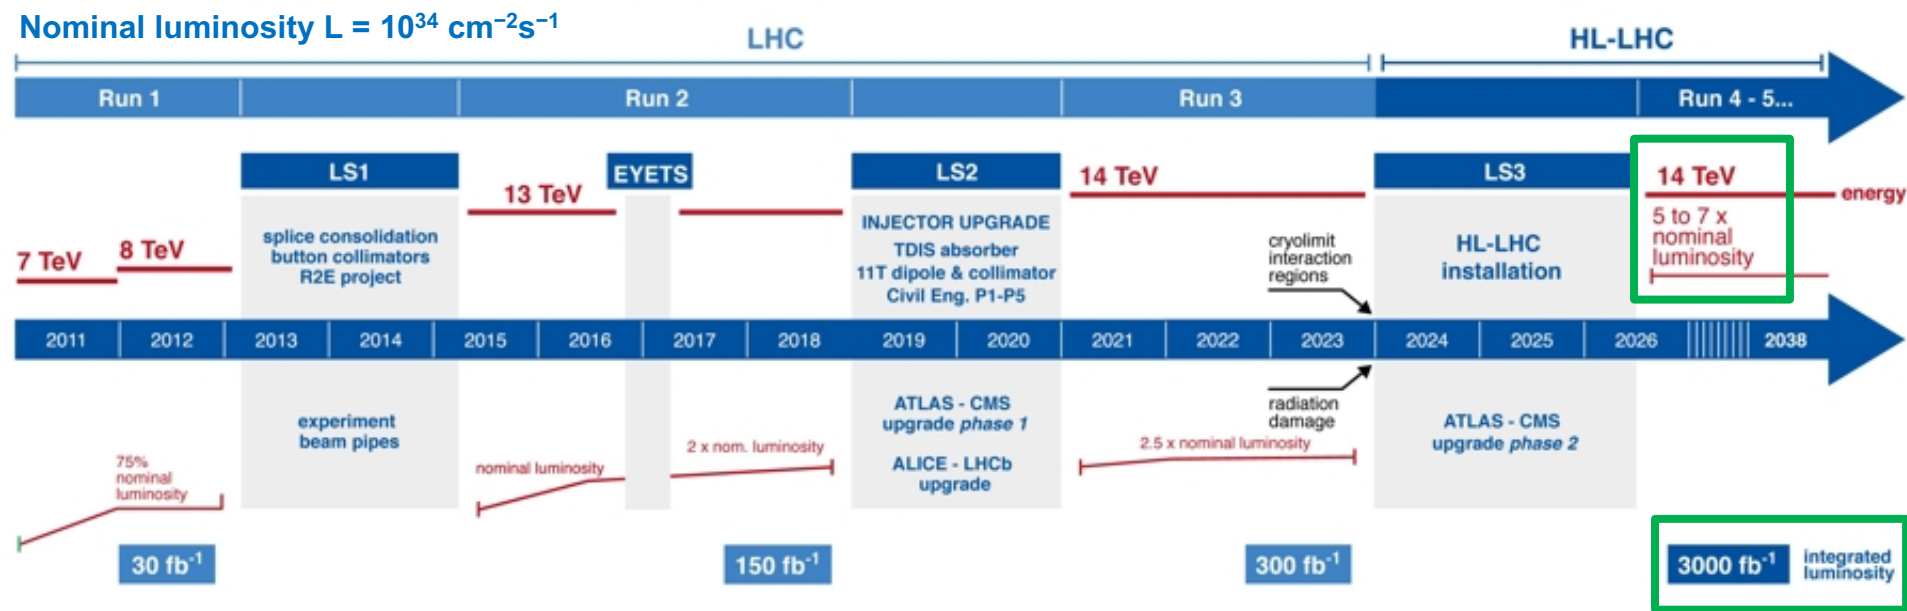 Nominal luminosity L = 10³⁴ cm⁻²s⁻¹
LHC
HL-LHC
Run 1
Run 2
Run 3
Run 4 - 5...
LS1
EYETS
LS2
LS3
7 TeV
8 TeV
13 TeV
14 TeV
14 TeV
energy
splice consolidation
button collimators
R2E project
INJECTOR UPGRADE
TDIS absorber
11T dipole & collimator
Civil Eng. P1-P5
cryolimit
interaction
regions
HL-LHC
installation
5 to 7 x
nominal
luminosity
2011
2012
2013
2014
2015
2016
2017
2018
2019
2020
2021
2022
2023
2024
2025
2026
2038
75%
nominal
luminosity
experiment
beam pipes
nominal luminosity
2 x nom. luminosity
ATLAS - CMS
upgrade phase 1
ALICE - LHCb
upgrade
2.5 x nominal luminosity
radiation
damage
ATLAS - CMS
upgrade phase 2
30 fb⁻¹
150 fb⁻¹
300 fb⁻¹
3000 fb⁻¹
integrated
luminosity